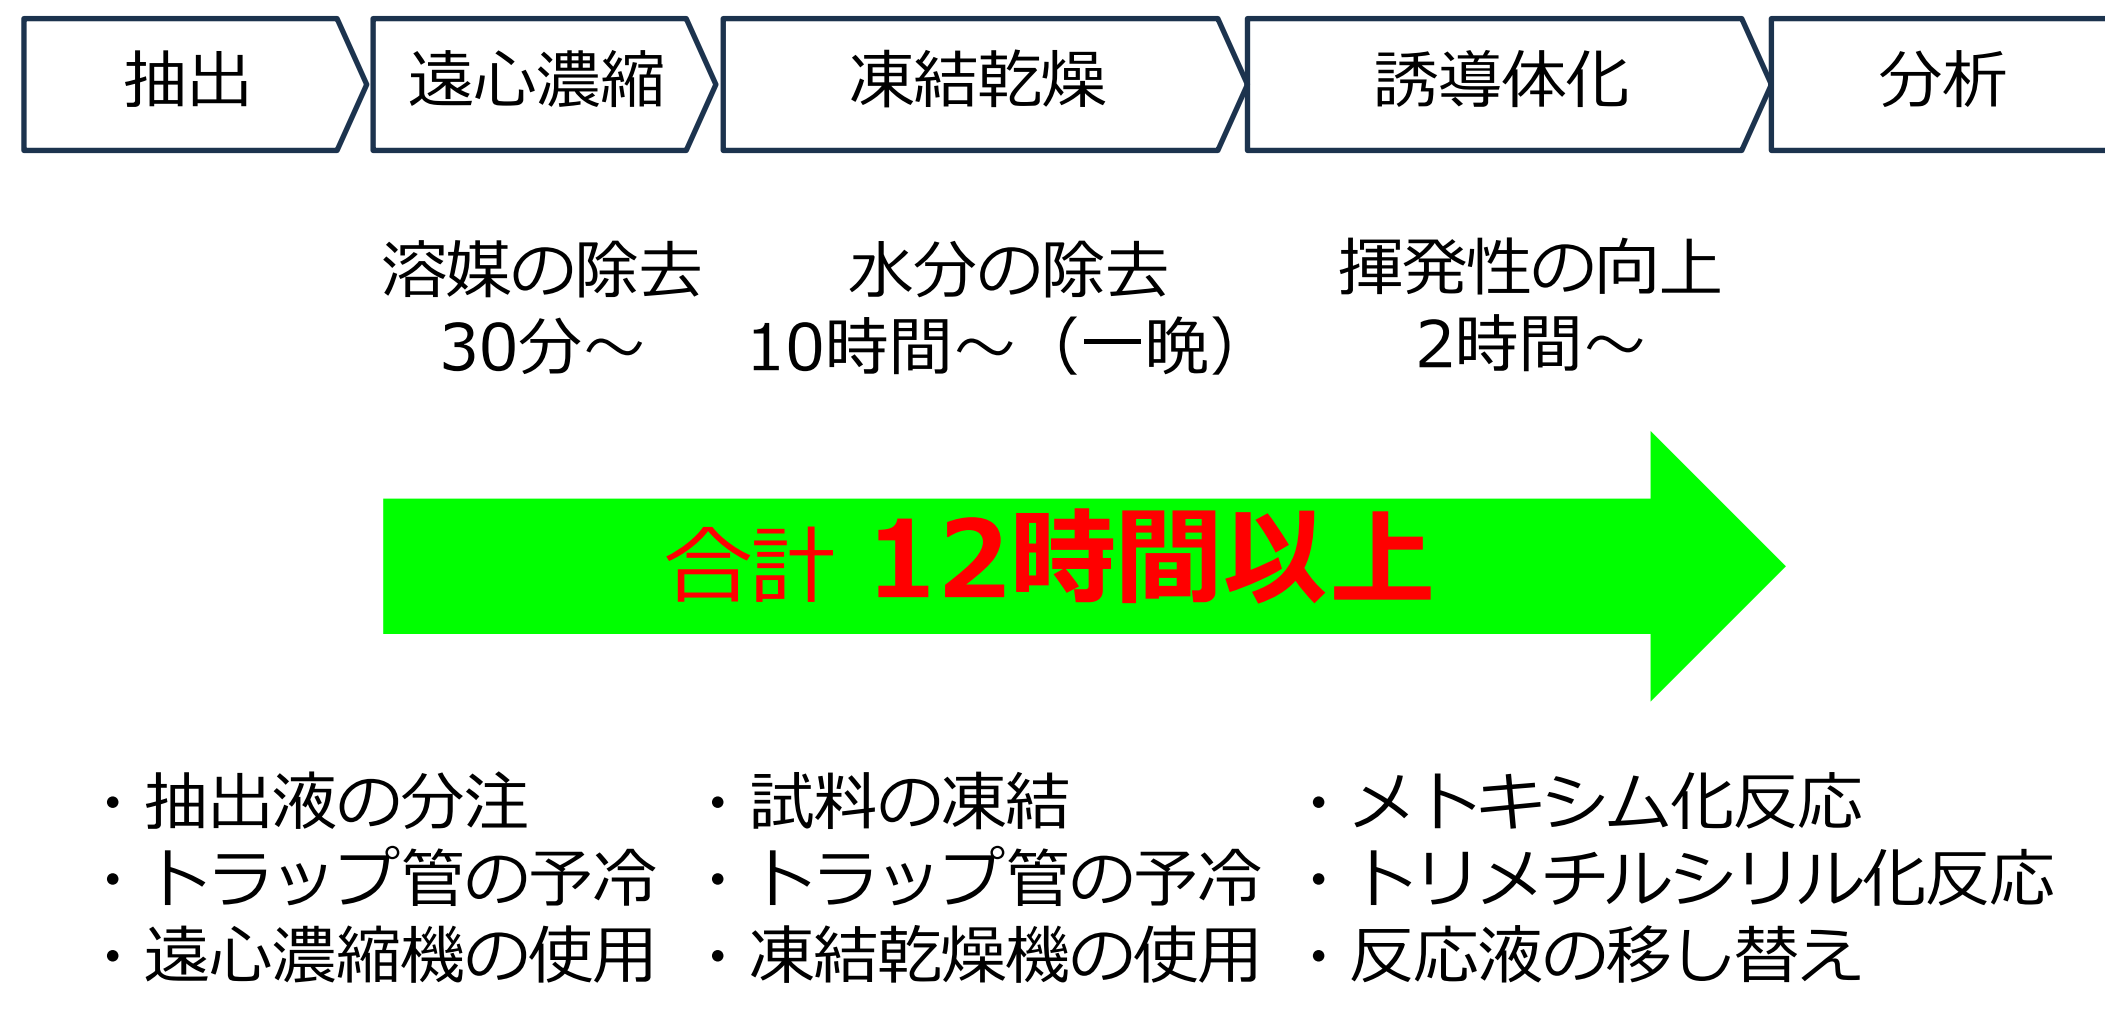 抽出
遠心濃縮
凍結乾燥
誘導体化
分析
溶媒の除去
30分～
水分の除去
10時間～（一晩）
揮発性の向上
2時間～
合計 12時間以上
・抽出液の分注
・トラップ管の予冷
・遠心濃縮機の使用
・試料の凍結
・トラップ管の予冷
・凍結乾燥機の使用
・メトキシム化反応
・トリメチルシリル化反応
・反応液の移し替え